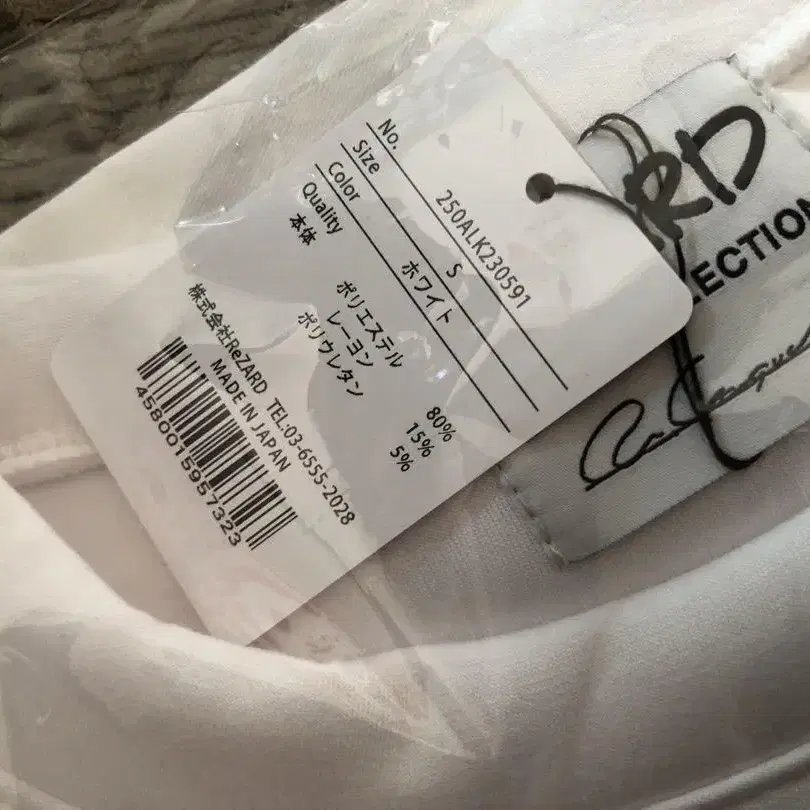 No. 250ALK230591
Size S
Color ホワイト
Quality
本体 ポリエステル 80%
レーヨン 15%
ポリウレタン 5%
株式会社ReZARD TEL:03-6555-2028
MADE IN JAPAN
4580015957323
RD
LECTION